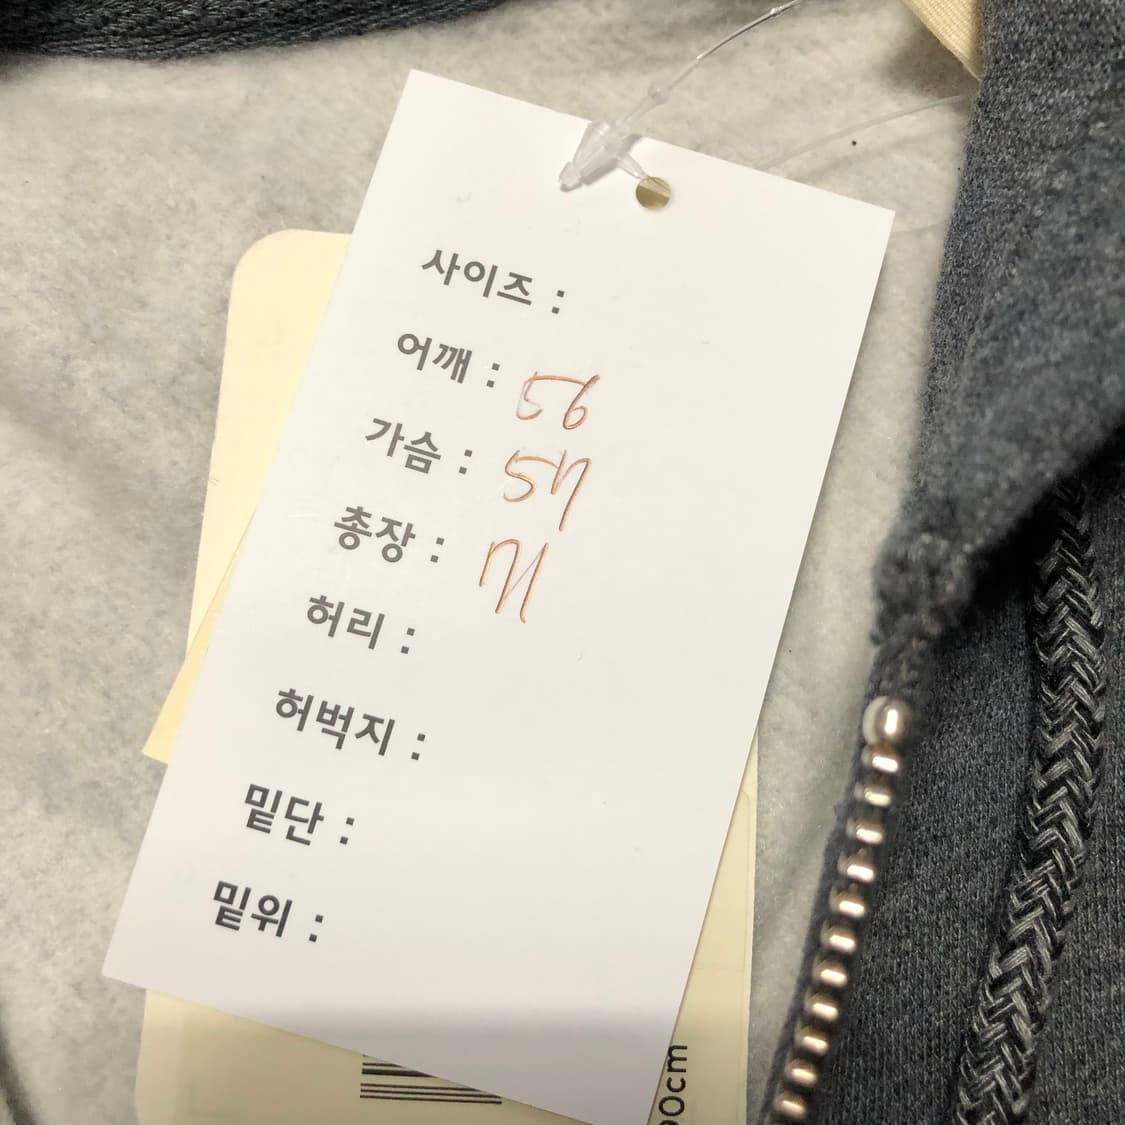 사이즈 :
어깨 : 56
가슴 : 57
총장 : 71
허리 :
허벅지 :
밑단 :
밑위 :